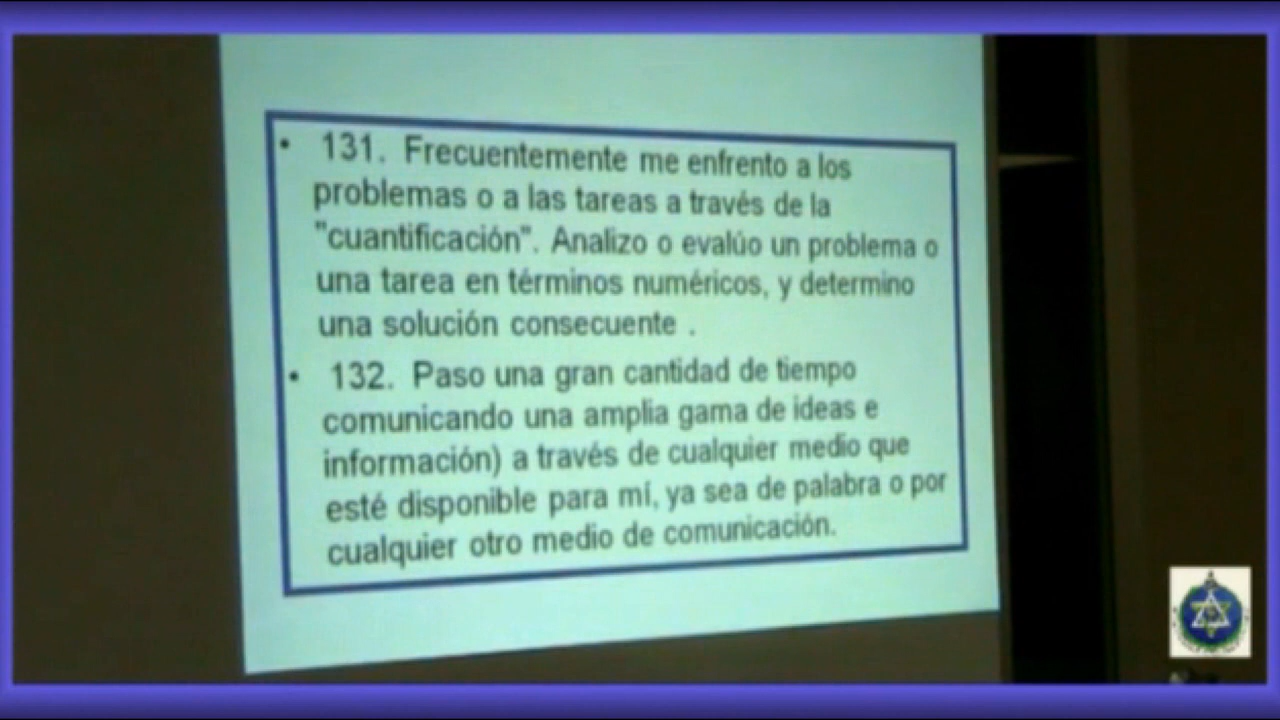 • 131. Frecuentemente me enfrento a los
problemas o a las tareas a través de la
"cuantificación". Analizo o evalúo un problema o
una tarea en términos numéricos, y determino
una solución consecuente .
• 132. Paso una gran cantidad de tiempo
comunicando una amplia gama de ideas e
información) a través de cualquier medio que
esté disponible para mí, ya sea de palabra o por
cualquier otro medio de comunicación.